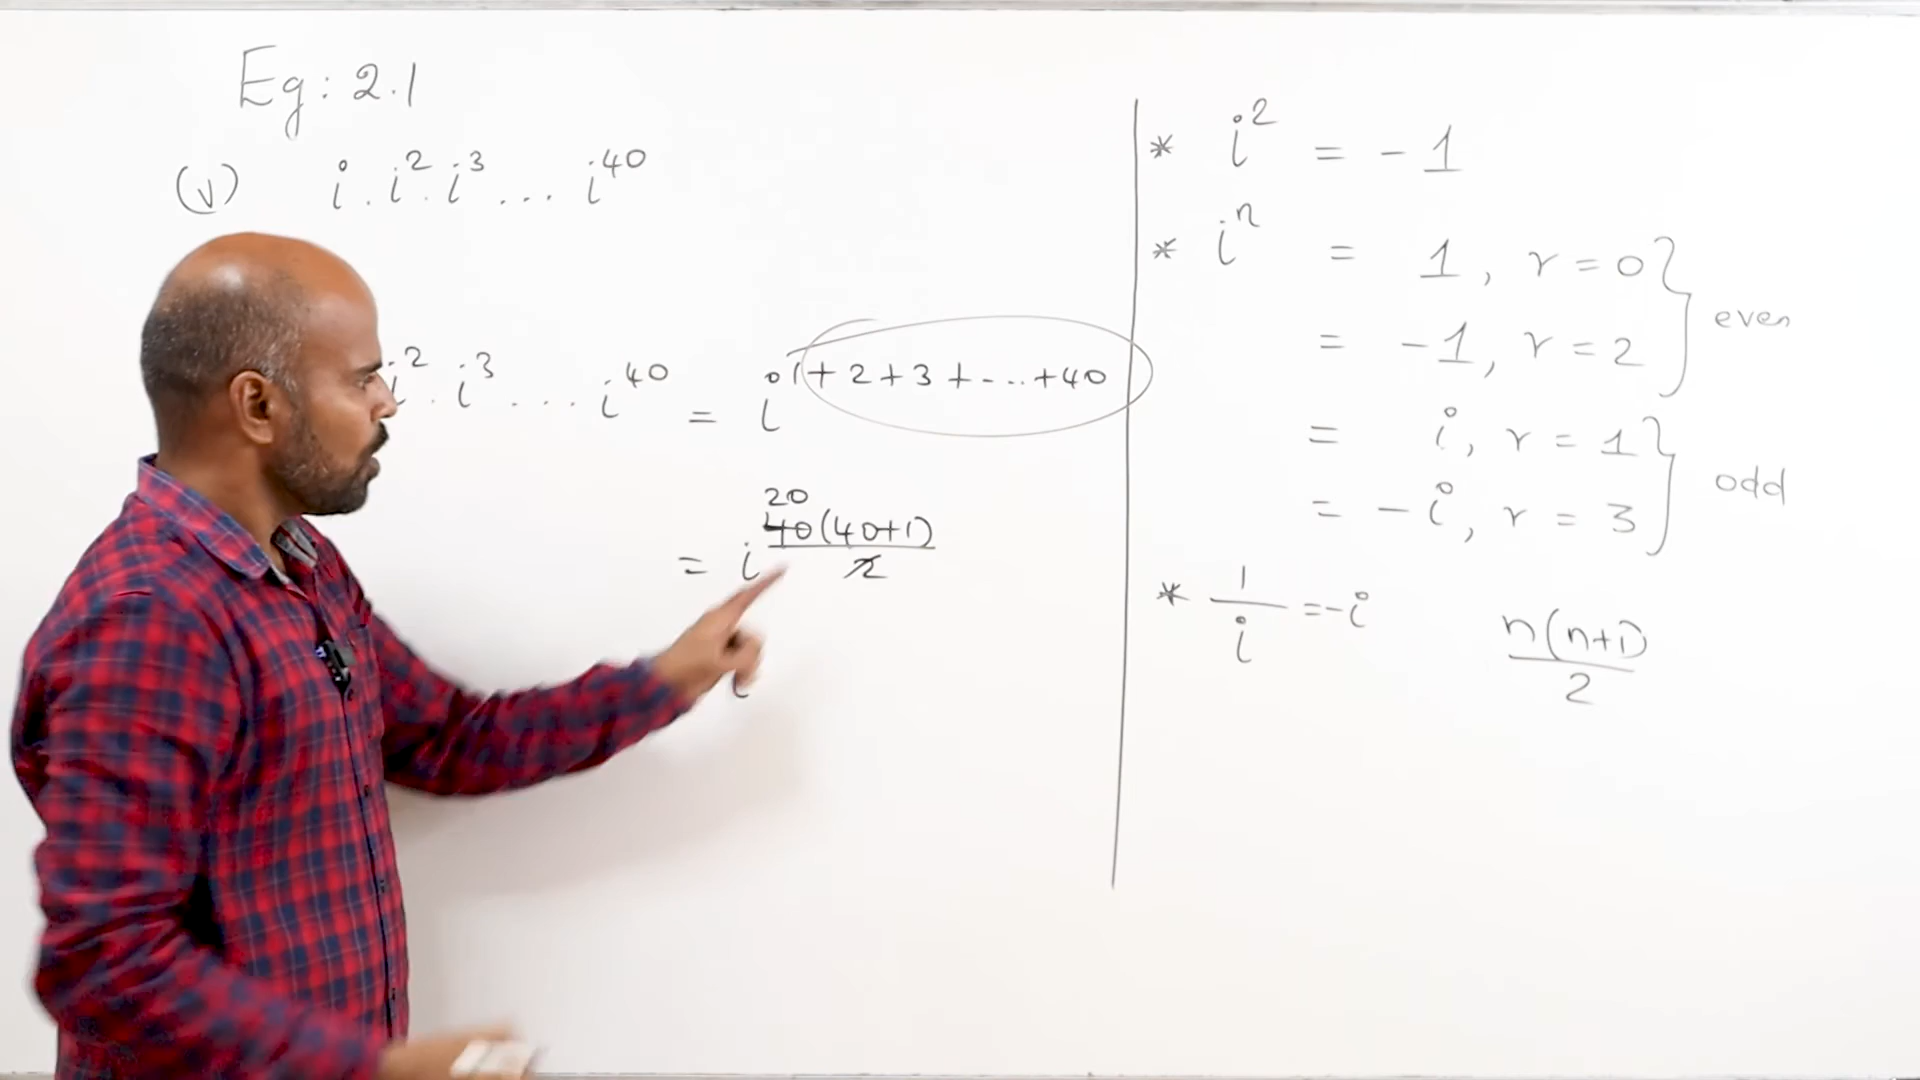 Eg: 2.1
(v) i . i² . i³ ... i⁴⁰
i² . i³ ... i⁴⁰ = i¹⁺²⁺³⁺⁻··⁺⁴⁰
20
= i 40(40+1)/2
i
* i² = -1
* iⁿ = 1, r = 0
= -1, r = 2
even
= i, r = 1
= -i, r = 3
odd
* 1/i = -i
n(n+1)/2